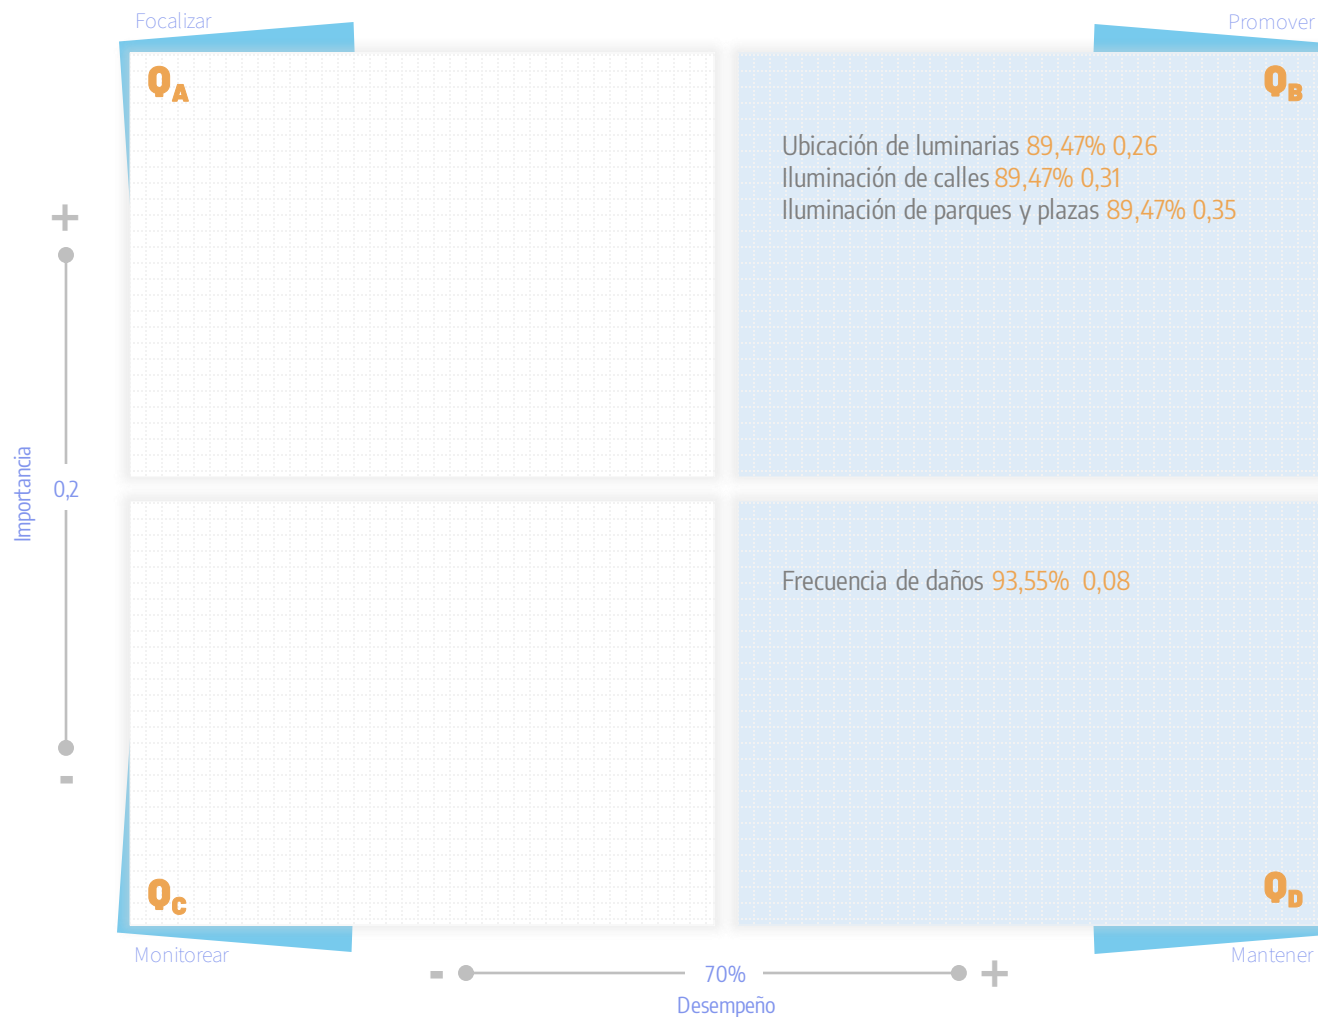 Focalizar
Promover
QA
QB
Ubicación de luminarias 89,47% 0,26
Iluminación de calles 89,47% 0,31
Iluminación de parques y plazas 89,47% 0,35
+
Importancia
0,2
Frecuencia de daños 93,55% 0,08
-
QC
QD
Monitorear
Mantener
- 70% +
Desempeño